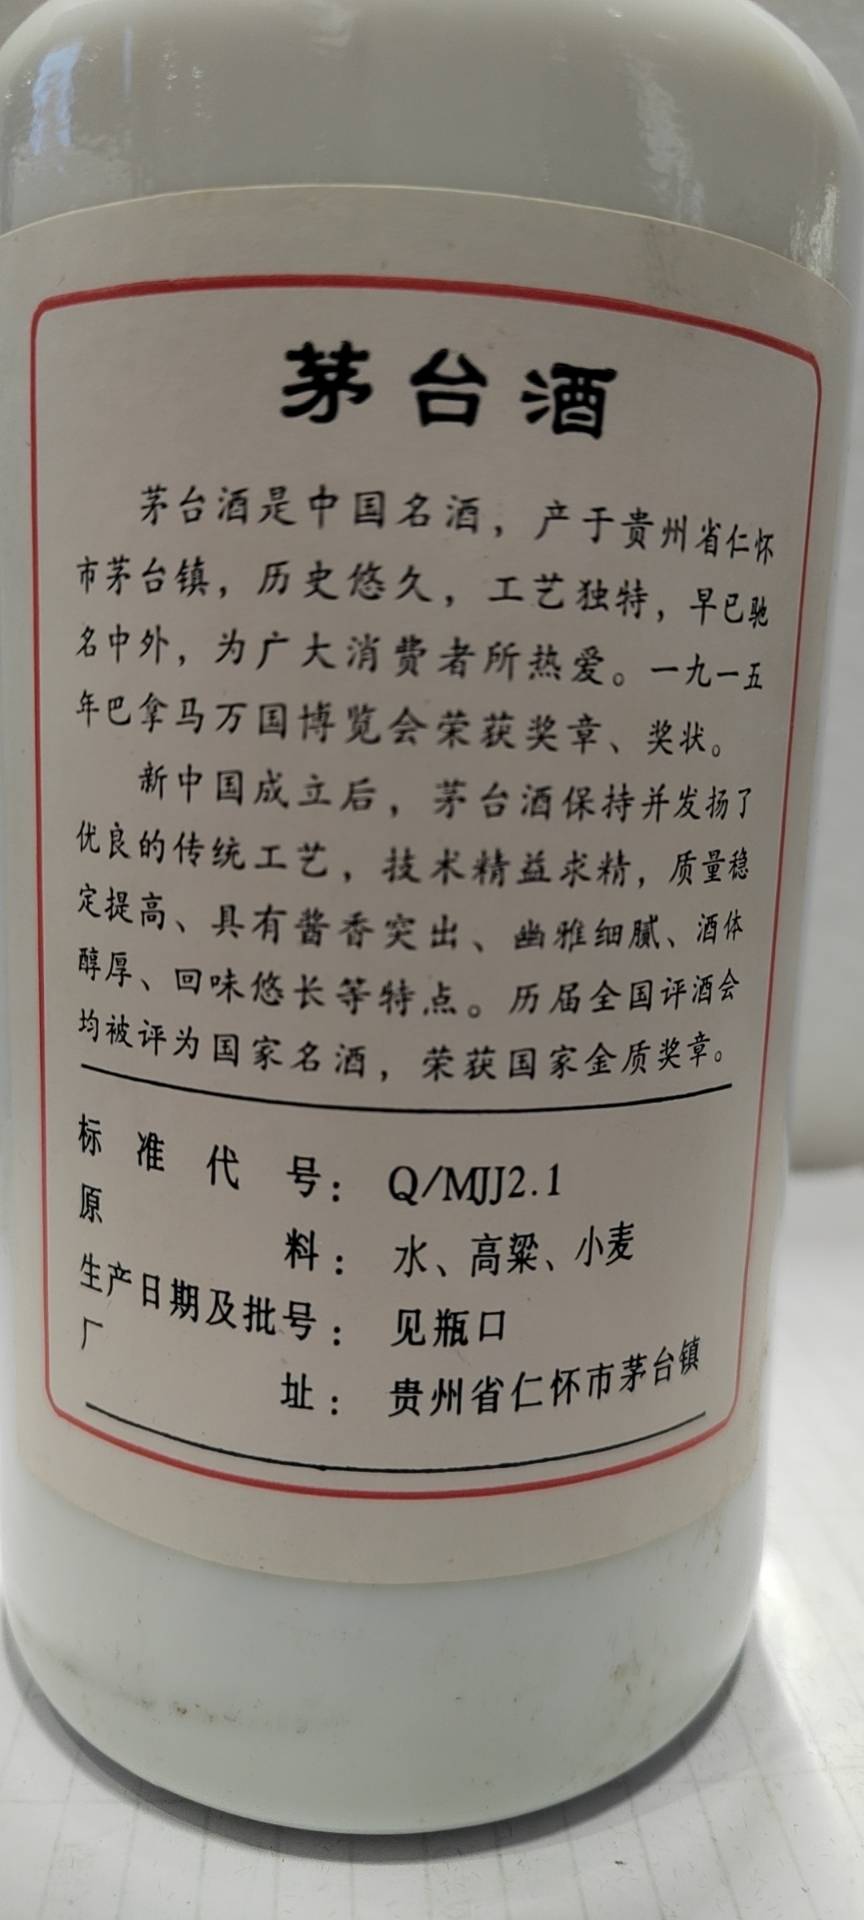 茅台酒
茅台酒是中国名酒，产于贵州省仁怀
市茅台镇，历史悠久，工艺独特，早已驰
名中外，为广大消费者所热爱。一九一五
年巴拿马万国博览会荣获奖章、奖状。
新中国成立后，茅台酒保持并发扬了
优良的传统工艺，技术精益求精，质量稳
定提高、具有酱香突出、幽雅细腻、酒体
醇厚、回味悠长等特点。历届全国评酒会
均被评为国家名酒，荣获国家金质奖章。
标准代号：Q/MJJ2.1
原料：水、高粱、小麦
生产日期及批号：见瓶口
厂址：贵州省仁怀市茅台镇